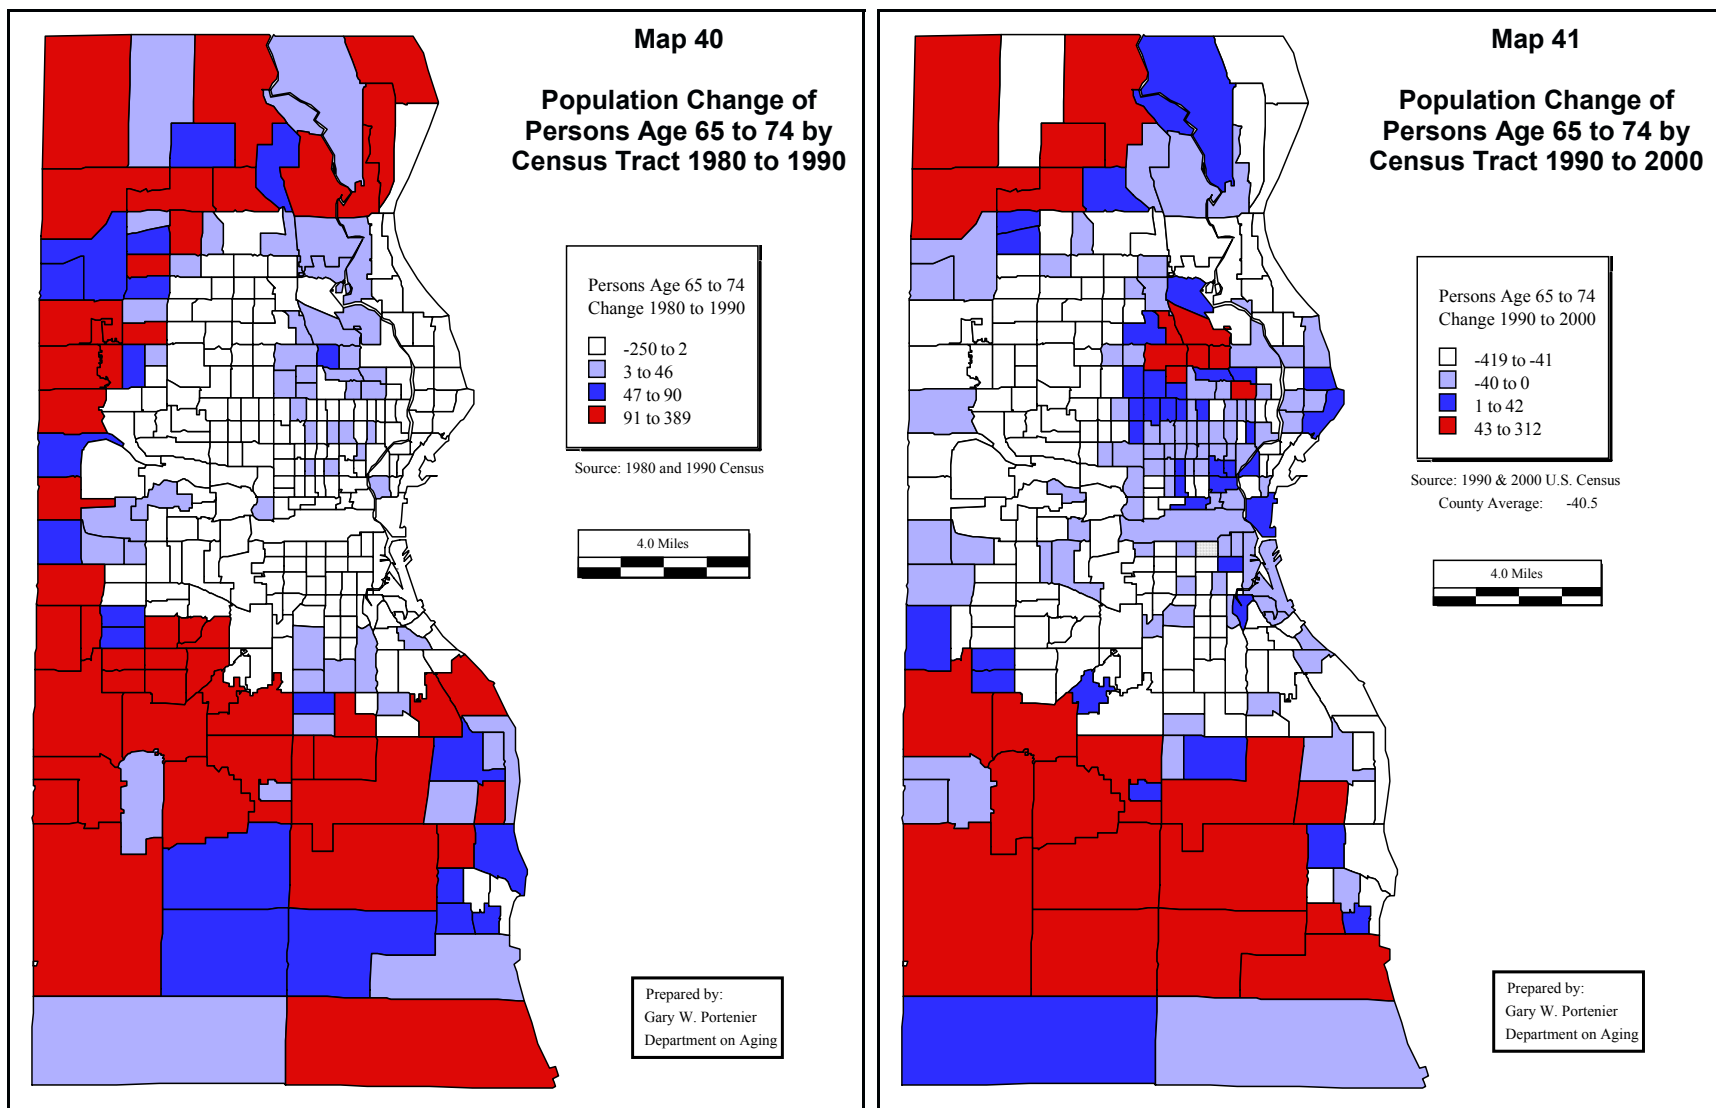 Map 40
Population Change of
Persons Age 65 to 74 by
Census Tract 1980 to 1990
Persons Age 65 to 74
Change 1980 to 1990
-250 to 2
3 to 46
47 to 90
91 to 389
Source: 1980 and 1990 Census
4.0 Miles
Prepared by:
Gary W. Portenier
Department on Aging
Map 41
Population Change of
Persons Age 65 to 74 by
Census Tract 1990 to 2000
Persons Age 65 to 74
Change 1990 to 2000
-419 to -41
-40 to 0
1 to 42
43 to 312
Source: 1990 & 2000 U.S. Census
County Average: -40.5
4.0 Miles
Prepared by:
Gary W. Portenier
Department on Aging